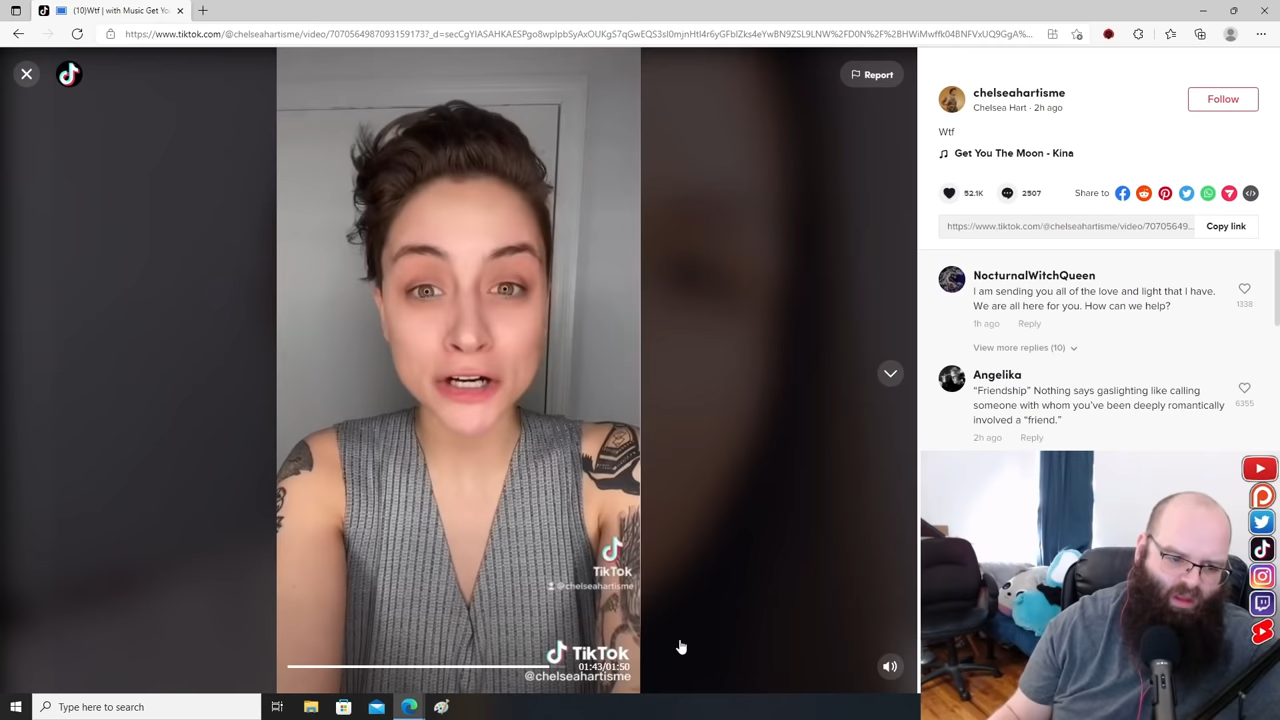 (10)Wtf | with Music Get Yo
https://www.tiktok.com/@chelseahartisme/video/7070564987093159173?_d=
Report
TikTok
@chelseahartisme
TikTok
01:43/01:50
@chelseahartisme
chelseahartisme
Chelsea Hart · 2h ago
Follow
Wtf
Get You The Moon - Kina
52.1K
2507
Share to
https://www.tiktok.com/@chelseahartisme/video/70705649...
Copy link
NocturnalWitchQueen
I am sending you all of the love and light that I have.
We are all here for you. How can we help?
1338
1h ago Reply
View more replies (10)
Angelika
“Friendship” Nothing says gaslighting like calling
someone with whom you’ve been deeply romantically
involved a “friend.”
6355
2h ago Reply
Type here to search